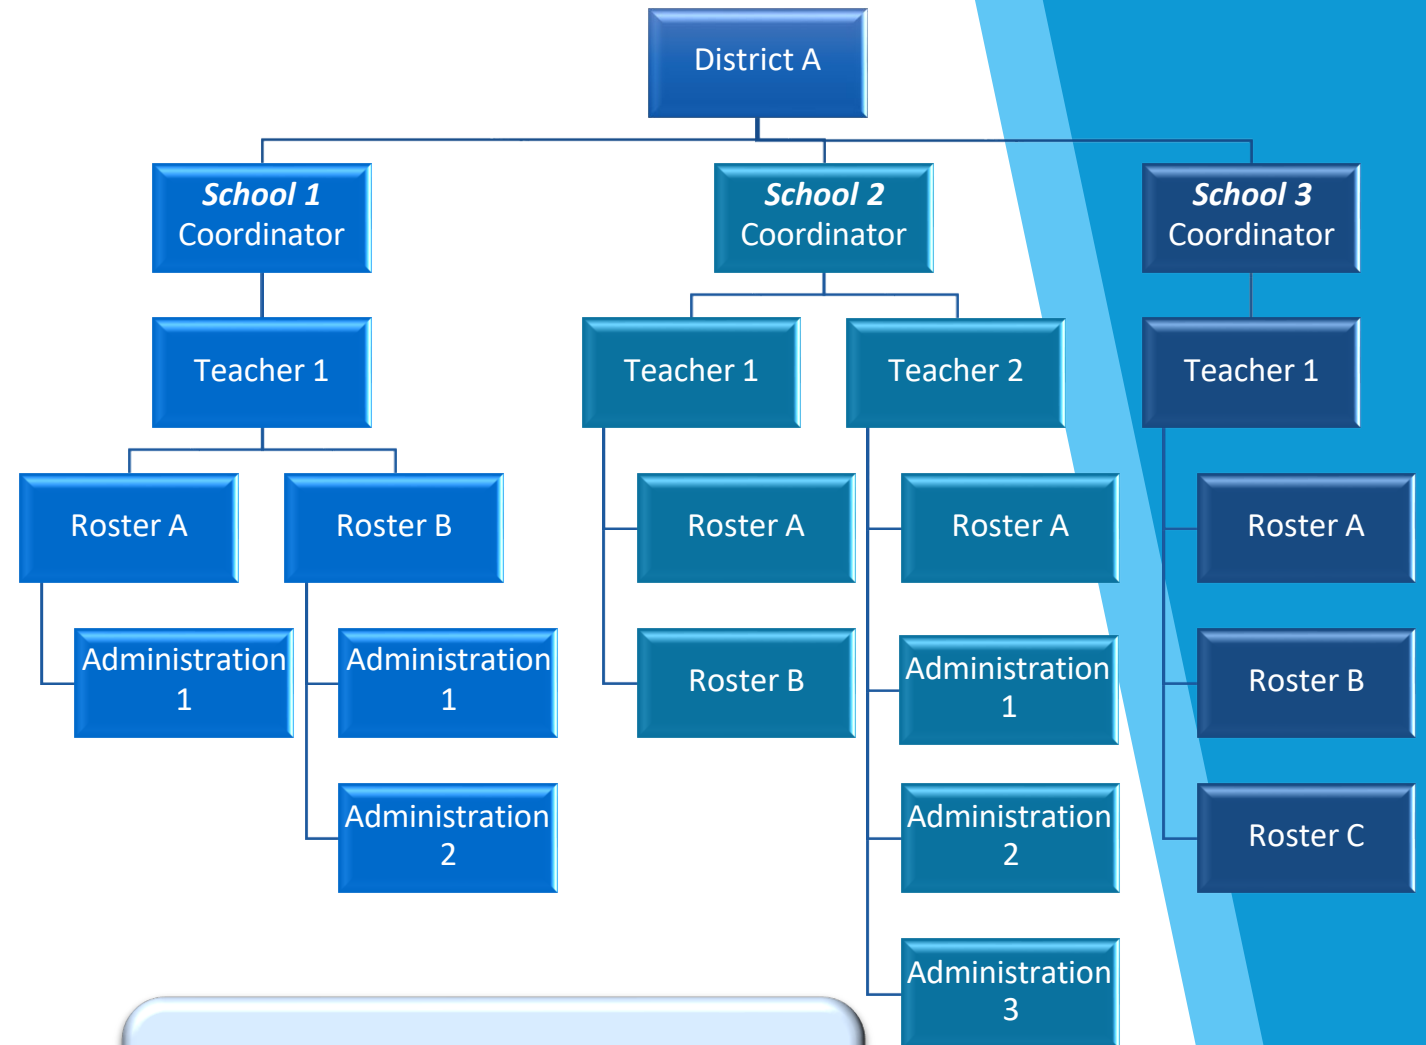 District A
School 1
Coordinator
School 2
Coordinator
School 3
Coordinator
Teacher 1
Teacher 1
Teacher 2
Teacher 1
Roster A
Roster B
Roster A
Roster A
Roster A
Administration
1
Administration
1
Roster B
Administration
1
Roster B
Administration
2
Administration
2
Roster C
Administration
3